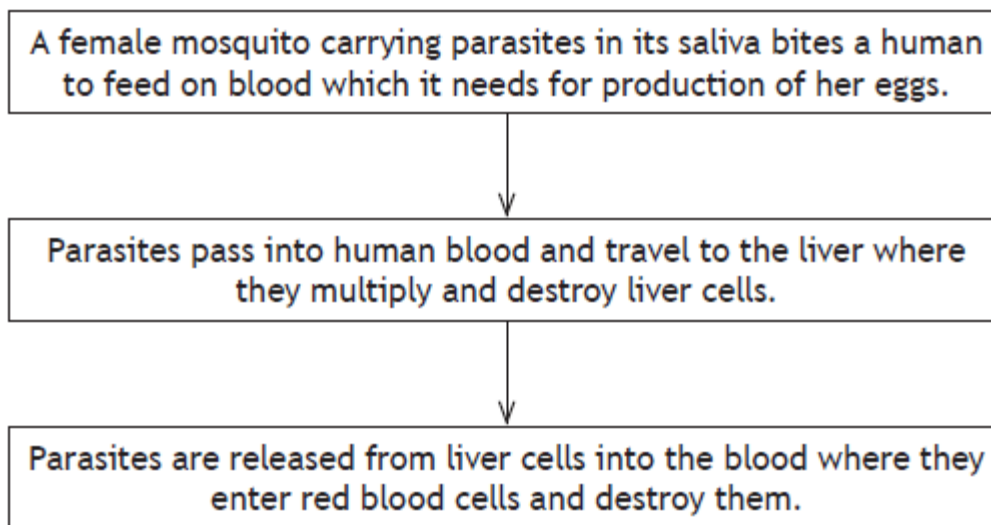 A female mosquito carrying parasites in its saliva bites a human
to feed on blood which it needs for production of her eggs.
Parasites pass into human blood and travel to the liver where
they multiply and destroy liver cells.
Parasites are released from liver cells into the blood where they
enter red blood cells and destroy them.